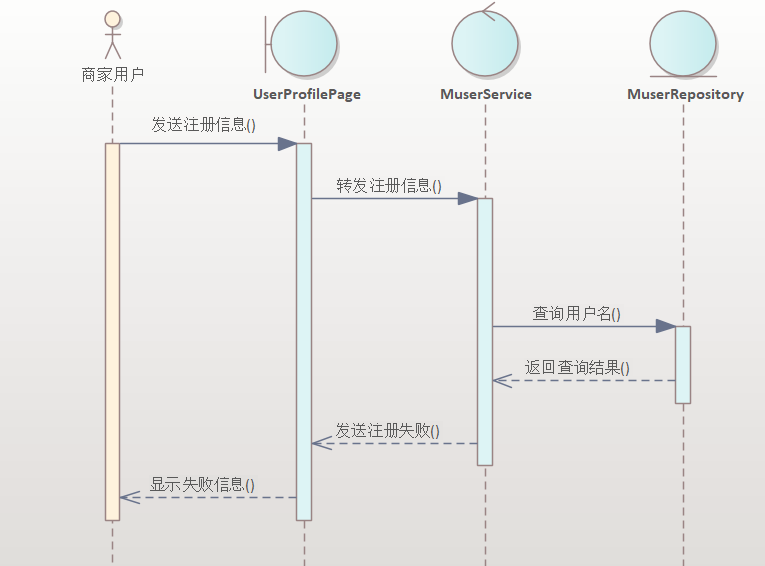 商家用户
UserProfilePage
MuserService
MuserRepository
发送注册信息()
转发注册信息()
查询用户名()
返回查询结果()
发送注册失败()
显示失败信息()